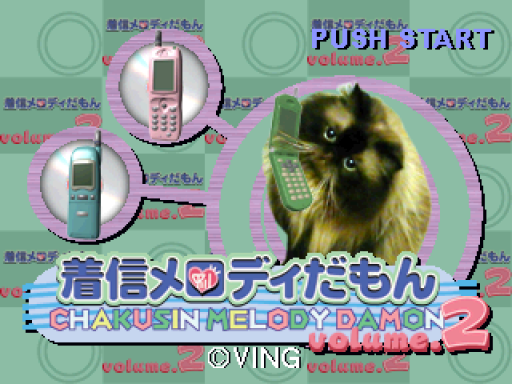 PUSH START
着信メロディだもん
CHAKUSIN MELODY DAMON
volume.2
©VING